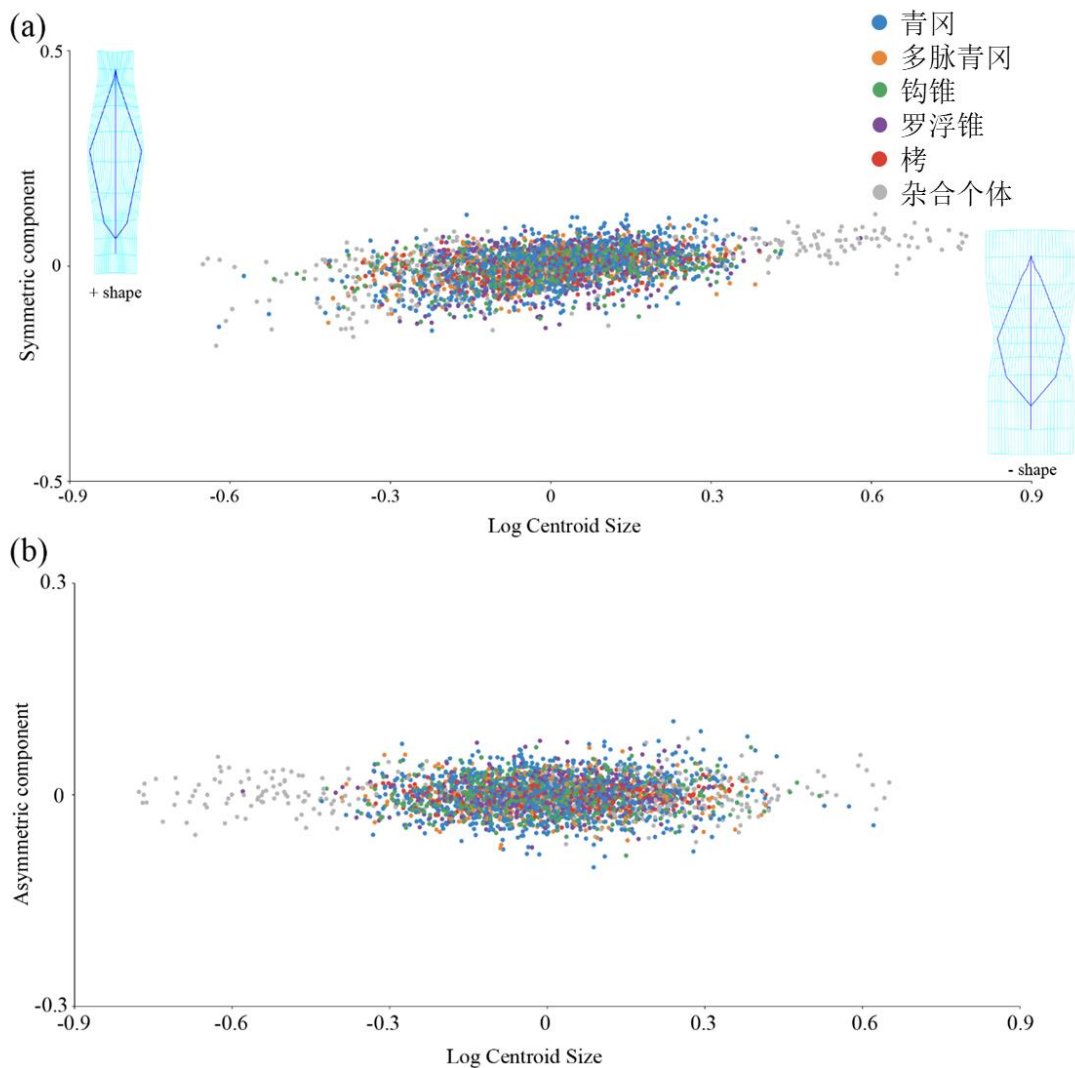 (a)
青冈
多脉青冈
钩锥
罗浮锥
栲
杂合个体
0.5
Symmetric component
0
+ shape
- shape
-0.5
-0.9 -0.6 -0.3 0 0.3 0.6 0.9
Log Centroid Size
(b)
0.3
Asymmetric component
0
-0.3
-0.9 -0.6 -0.3 0 0.3 0.6 0.9
Log Centroid Size